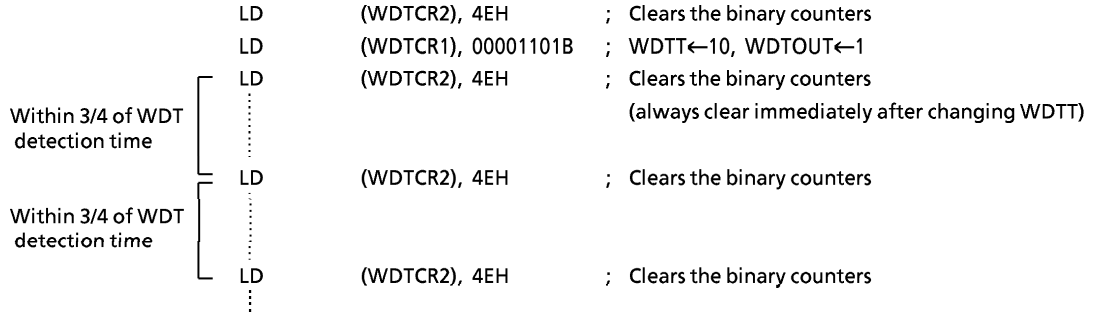 LD (WDTCR2), 4EH ; Clears the binary counters
LD (WDTCR1), 00001101B ; WDTT←10, WDTOUT←1
LD (WDTCR2), 4EH ; Clears the binary counters
(always clear immediately after changing WDTT)
Within 3/4 of WDT
detection time
LD (WDTCR2), 4EH ; Clears the binary counters
Within 3/4 of WDT
detection time
LD (WDTCR2), 4EH ; Clears the binary counters